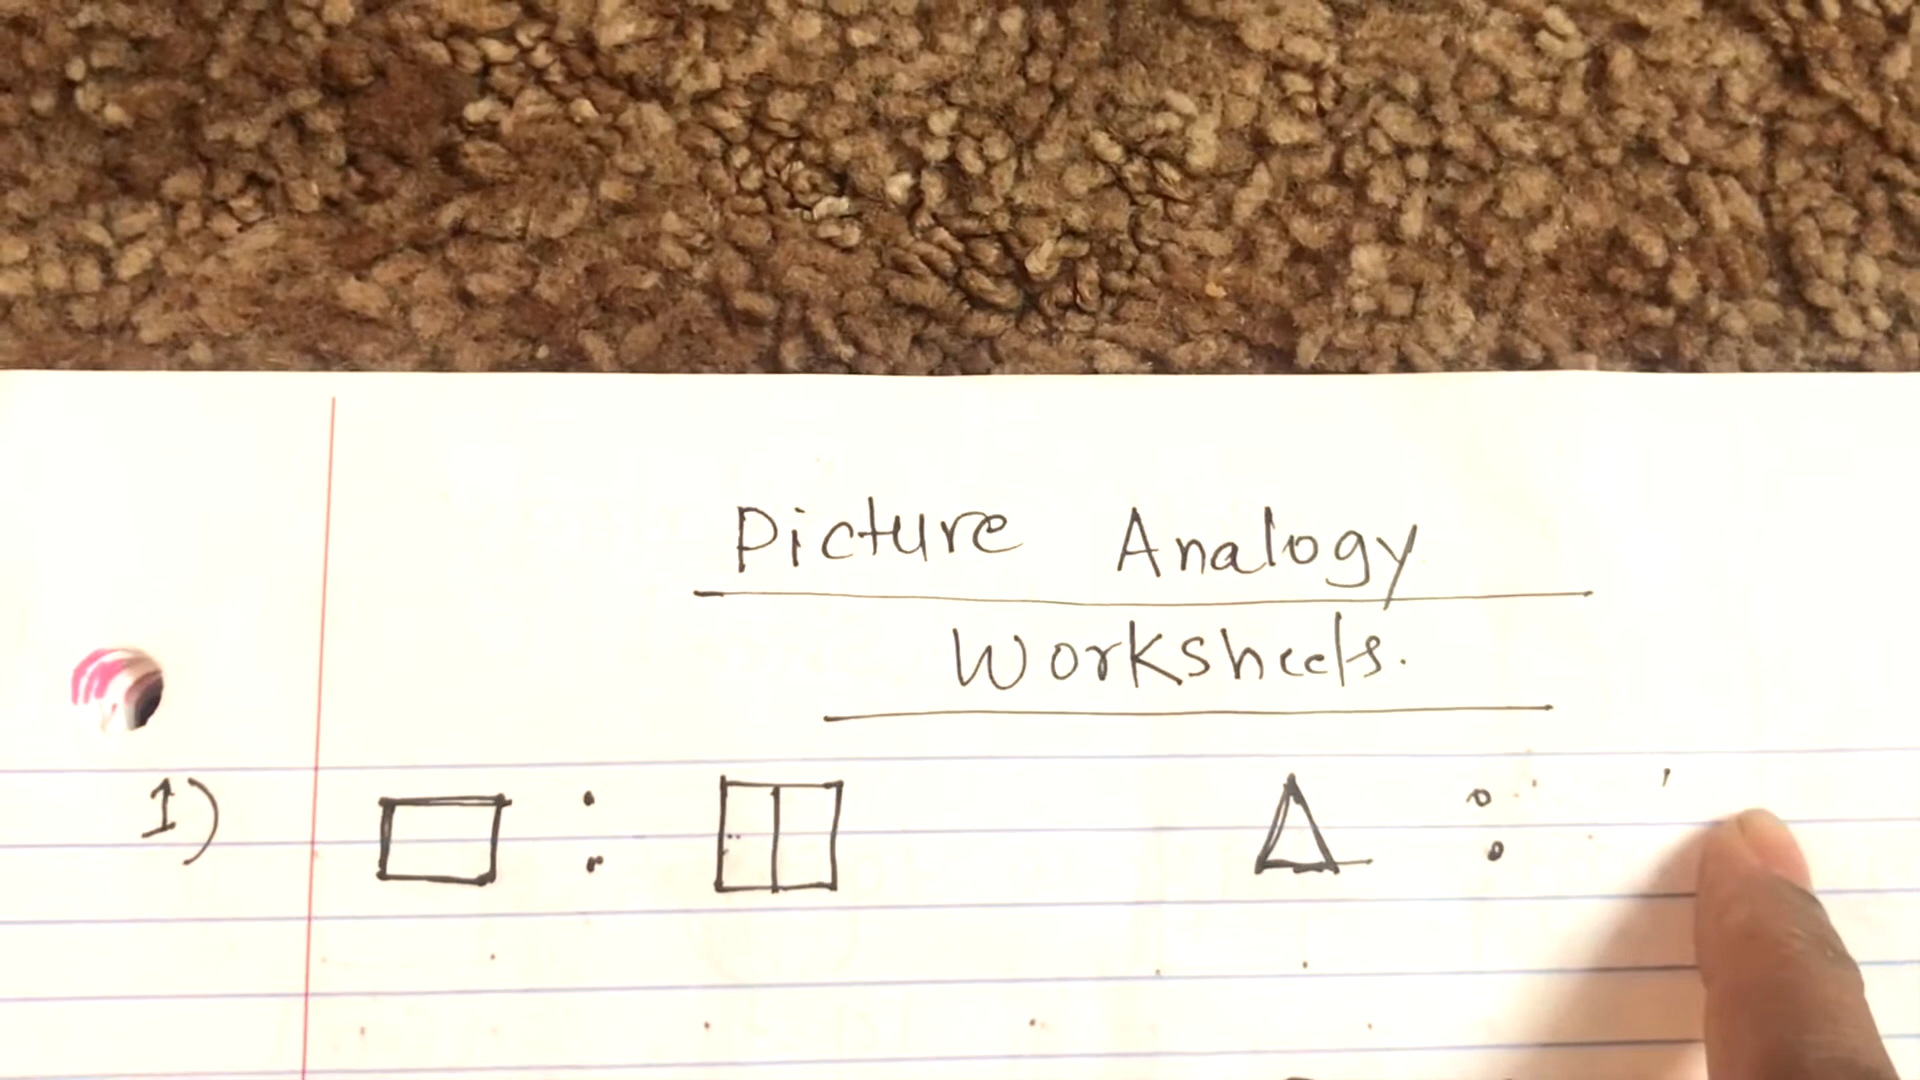 Picture Analogy
Worksheets.
1) : :